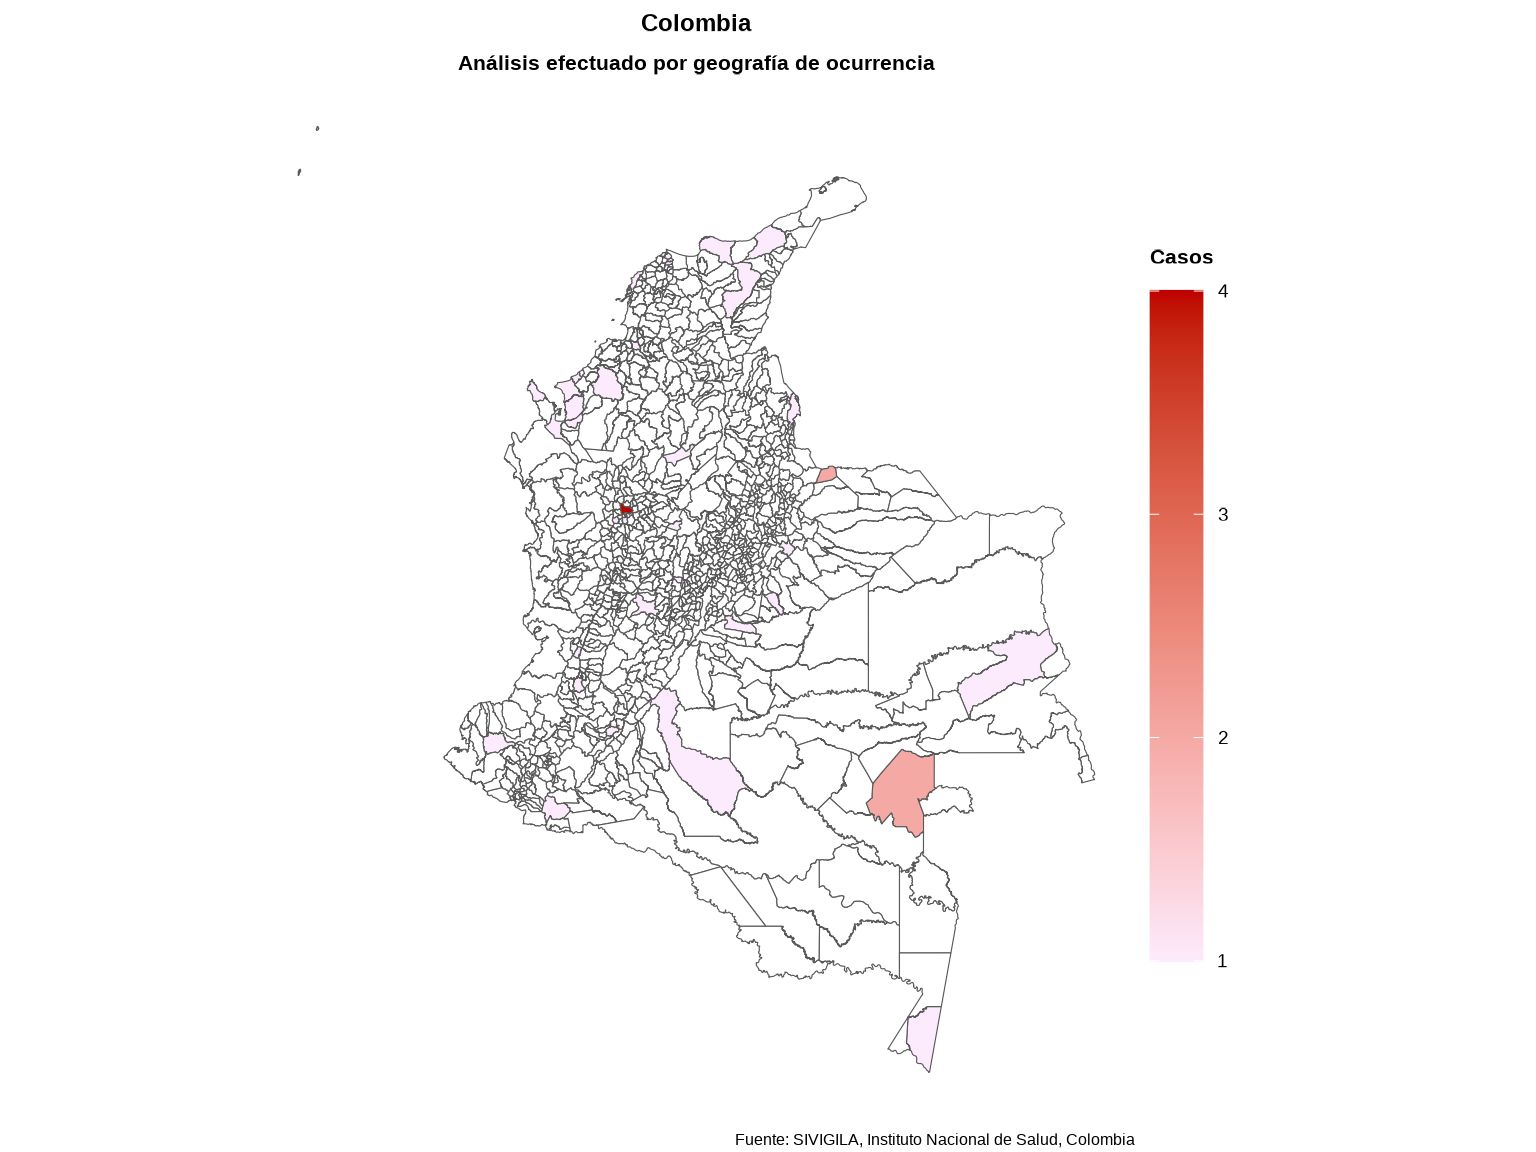 Colombia
Análisis efectuado por geografía de ocurrencia
Casos
4
3
2
1
Fuente: SIVIGILA, Instituto Nacional de Salud, Colombia